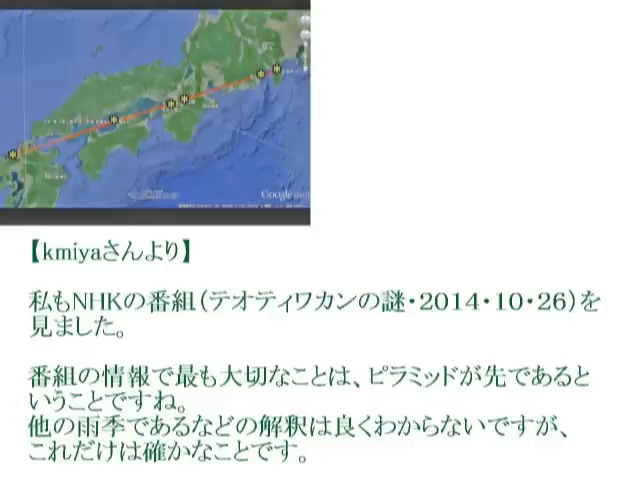 Google
【kmiyaさんより】
私もNHKの番組（テオティワカンの謎・2014・10・26）を
見ました。
番組の情報で最も大切なことは、ピラミッドが先であると
いうことですね。
他の雨季であるなどの解釈は良くわからないですが、
これだけは確かなことです。